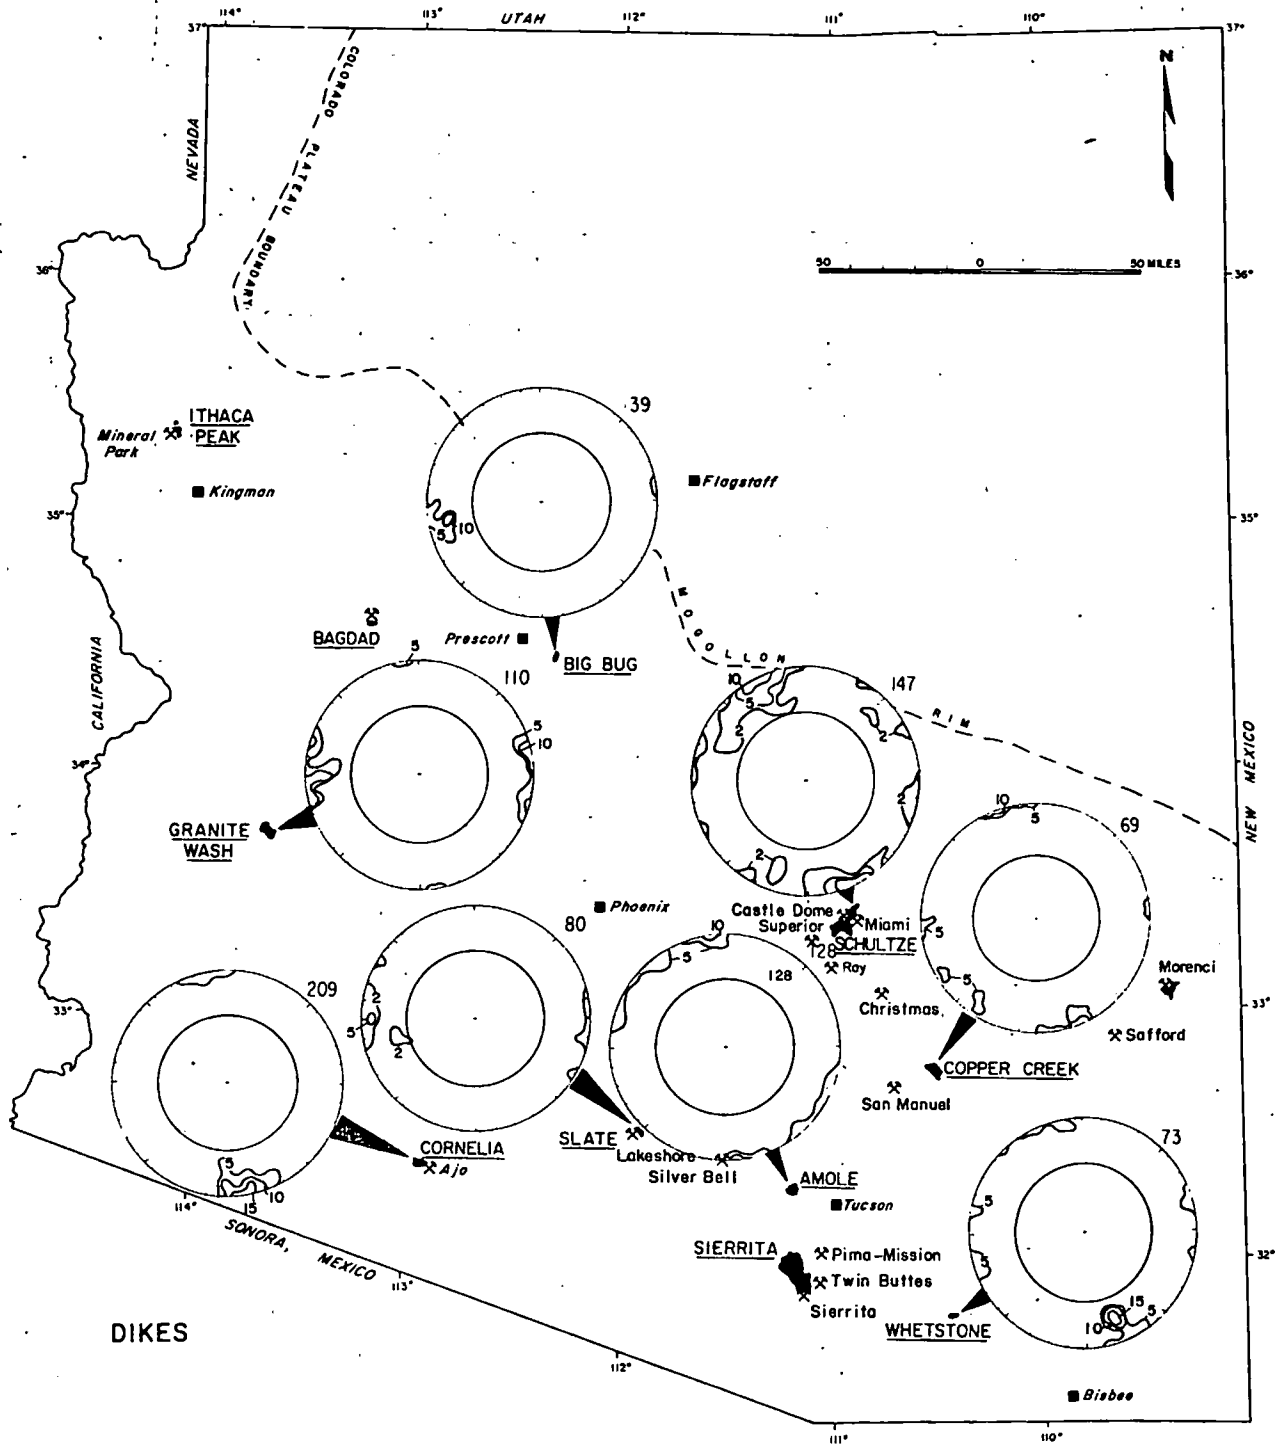 114°
113°
UTAH
112°
111°
110°
37°
37°
N
COLORADO PLATEAU BOUNDARY
NEVADA
50 0 50 MILES
36°
36°
ITHACA
PEAK
Mineral
Park
39
Kingman
Flagstaff
35°
35°
5
10
MOGOLLON
RIM
BAGDAD
Prescott
BIG BUG
CALIFORNIA
5
110
5
10
34°
GRANITE
WASH
10
5
2
147
2
2
2
NEW MEXICO
10
5
69
5
5
Phoenix
Castle Dome
Superior
Miami
SCHULTZE
128
Ray
Christmas
Morenci
Safford
COPPER CREEK
San Manuel
33°
33°
80
2
5
2
10
5
128
209
5
10
15
CORNELIA
Ajo
SLATE
Lakeshore
Silver Bell
AMOLE
Tucson
73
5
5
15
5
10
SIERRITA
Pima-Mission
Twin Buttes
Sierrita
WHETSTONE
32°
114°
SONORA, MEXICO
113°
DIKES
112°
Bisbee
111°
110°